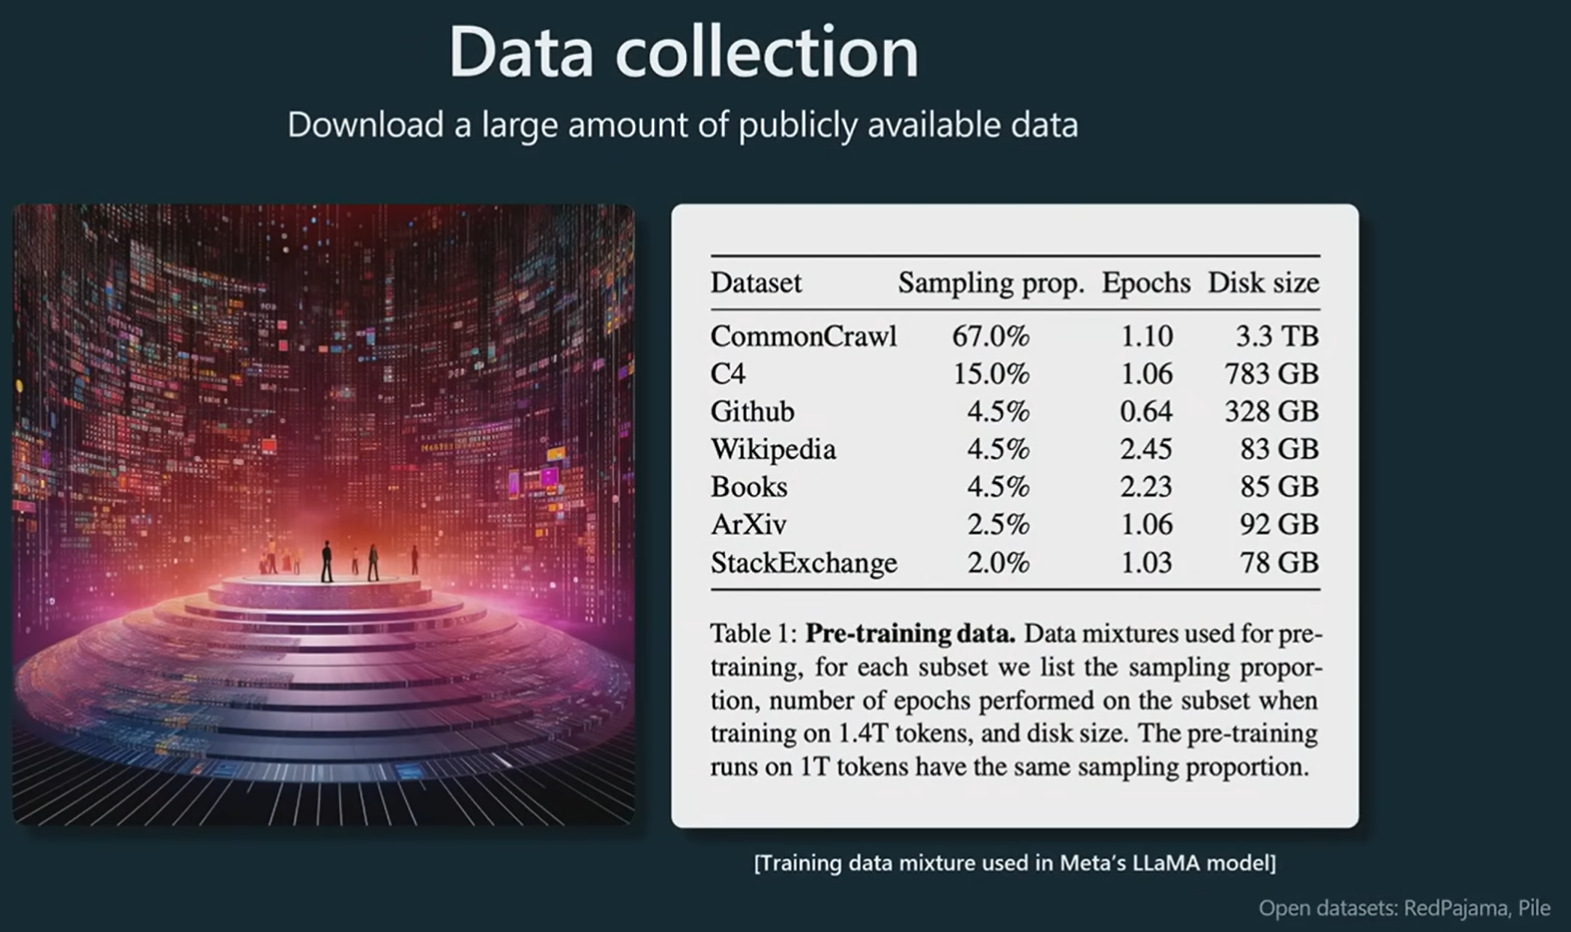 Data collection
Download a large amount of publicly available data
Dataset Sampling prop. Epochs Disk size
CommonCrawl 67.0% 1.10 3.3 TB
C4 15.0% 1.06 783 GB
Github 4.5% 0.64 328 GB
Wikipedia 4.5% 2.45 83 GB
Books 4.5% 2.23 85 GB
ArXiv 2.5% 1.06 92 GB
StackExchange 2.0% 1.03 78 GB
Table 1: Pre-training data. Data mixtures used for pre-
training, for each subset we list the sampling propor-
tion, number of epochs performed on the subset when
training on 1.4T tokens, and disk size. The pre-training
runs on 1T tokens have the same sampling proportion.
[Training data mixture used in Meta's LLaMA model]
Open datasets: RedPajama, Pile